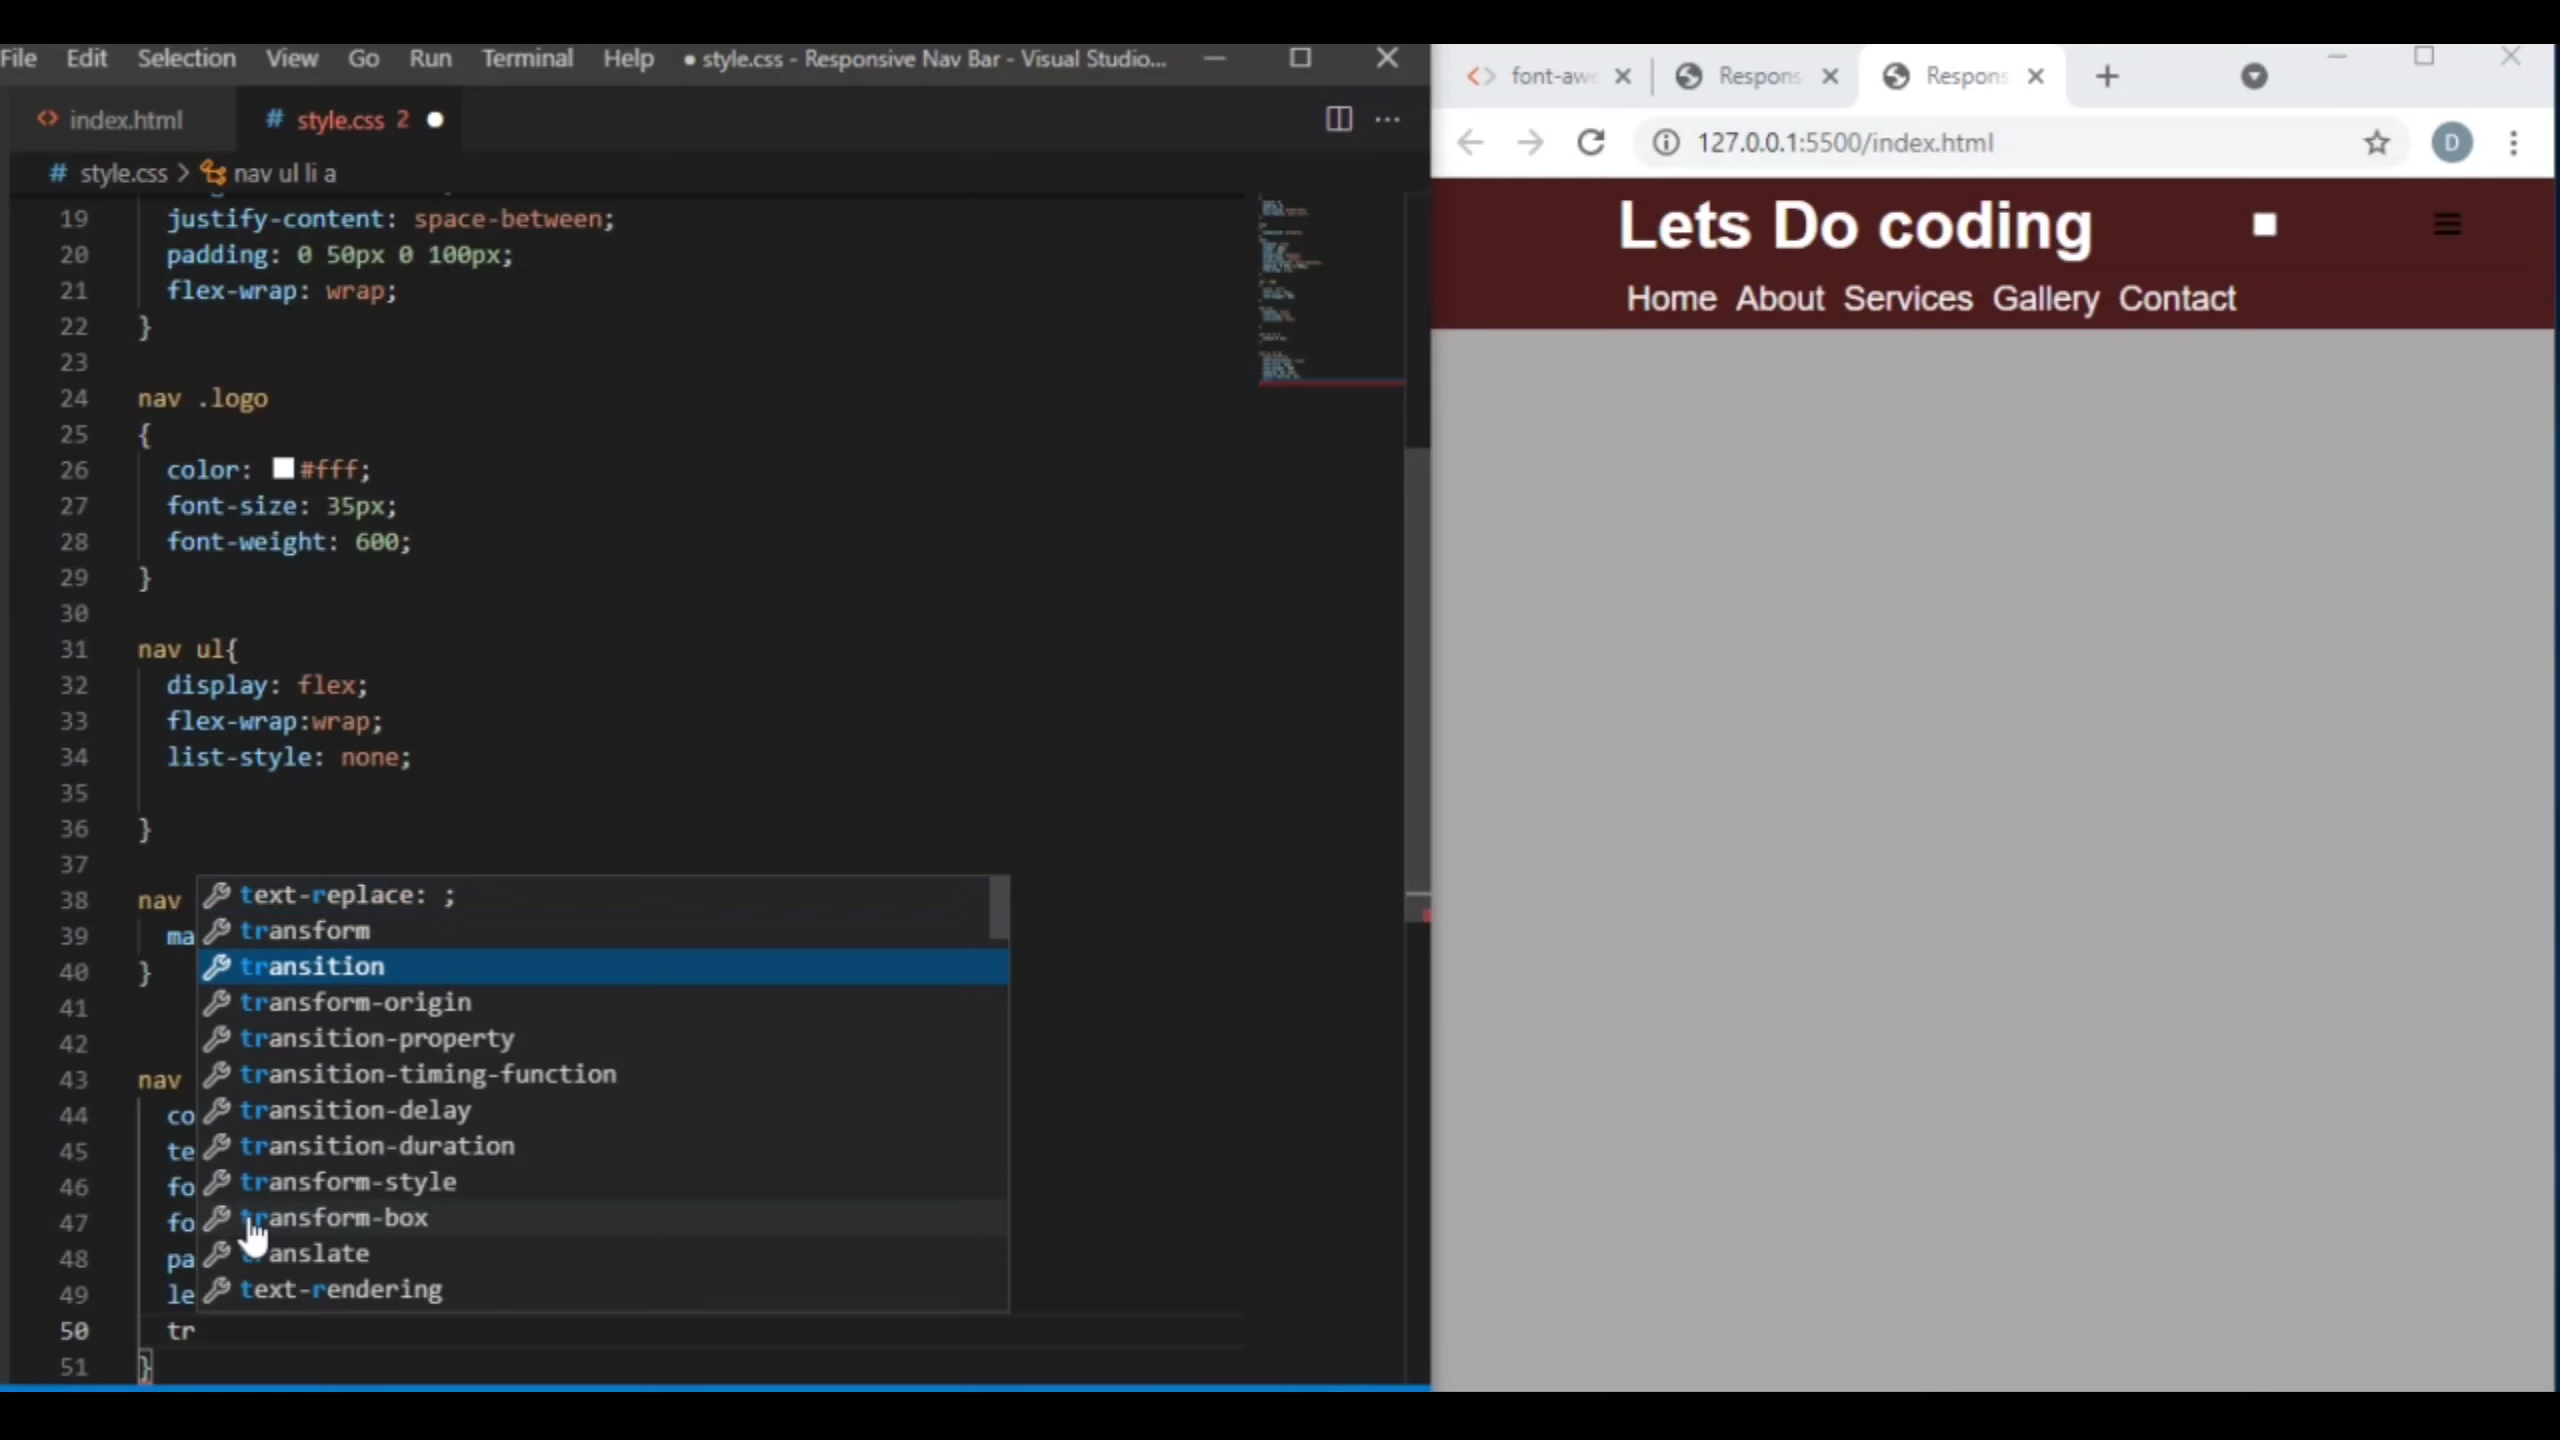 File Edit Selection View Go Run Terminal Help ● style.css - Responsive Nav Bar - Visual Studio...
index.html # style.css 2
# style.css > nav ul li a
19 justify-content: space-between;
20 padding: 0 50px 0 100px;
21 flex-wrap: wrap;
22 }
23
24 nav .logo
25 {
26 color: #fff;
27 font-size: 35px;
28 font-weight: 600;
29 }
30
31 nav ul{
32 display: flex;
33 flex-wrap:wrap;
34 list-style: none;
35
36 }
37
38 nav
39 ma
40 }
41
42
43 nav
44 co
45 te
46 fo
47 fo
48 pa
49 le
50 tr
51 }
text-replace: ;
transform
transition
transform-origin
transition-property
transition-timing-function
transition-delay
transition-duration
transform-style
transform-box
translate
text-rendering
font-awe Respons Respons
127.0.0.1:5500/index.html D
Lets Do coding
Home About Services Gallery Contact